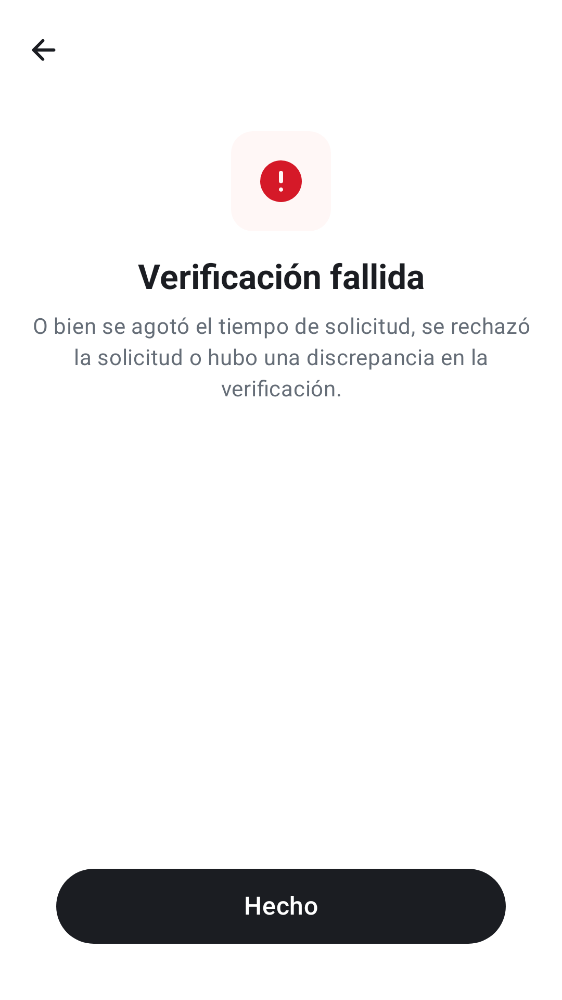 Verificación fallida
O bien se agotó el tiempo de solicitud, se rechazó
la solicitud o hubo una discrepancia en la
verificación.
Hecho